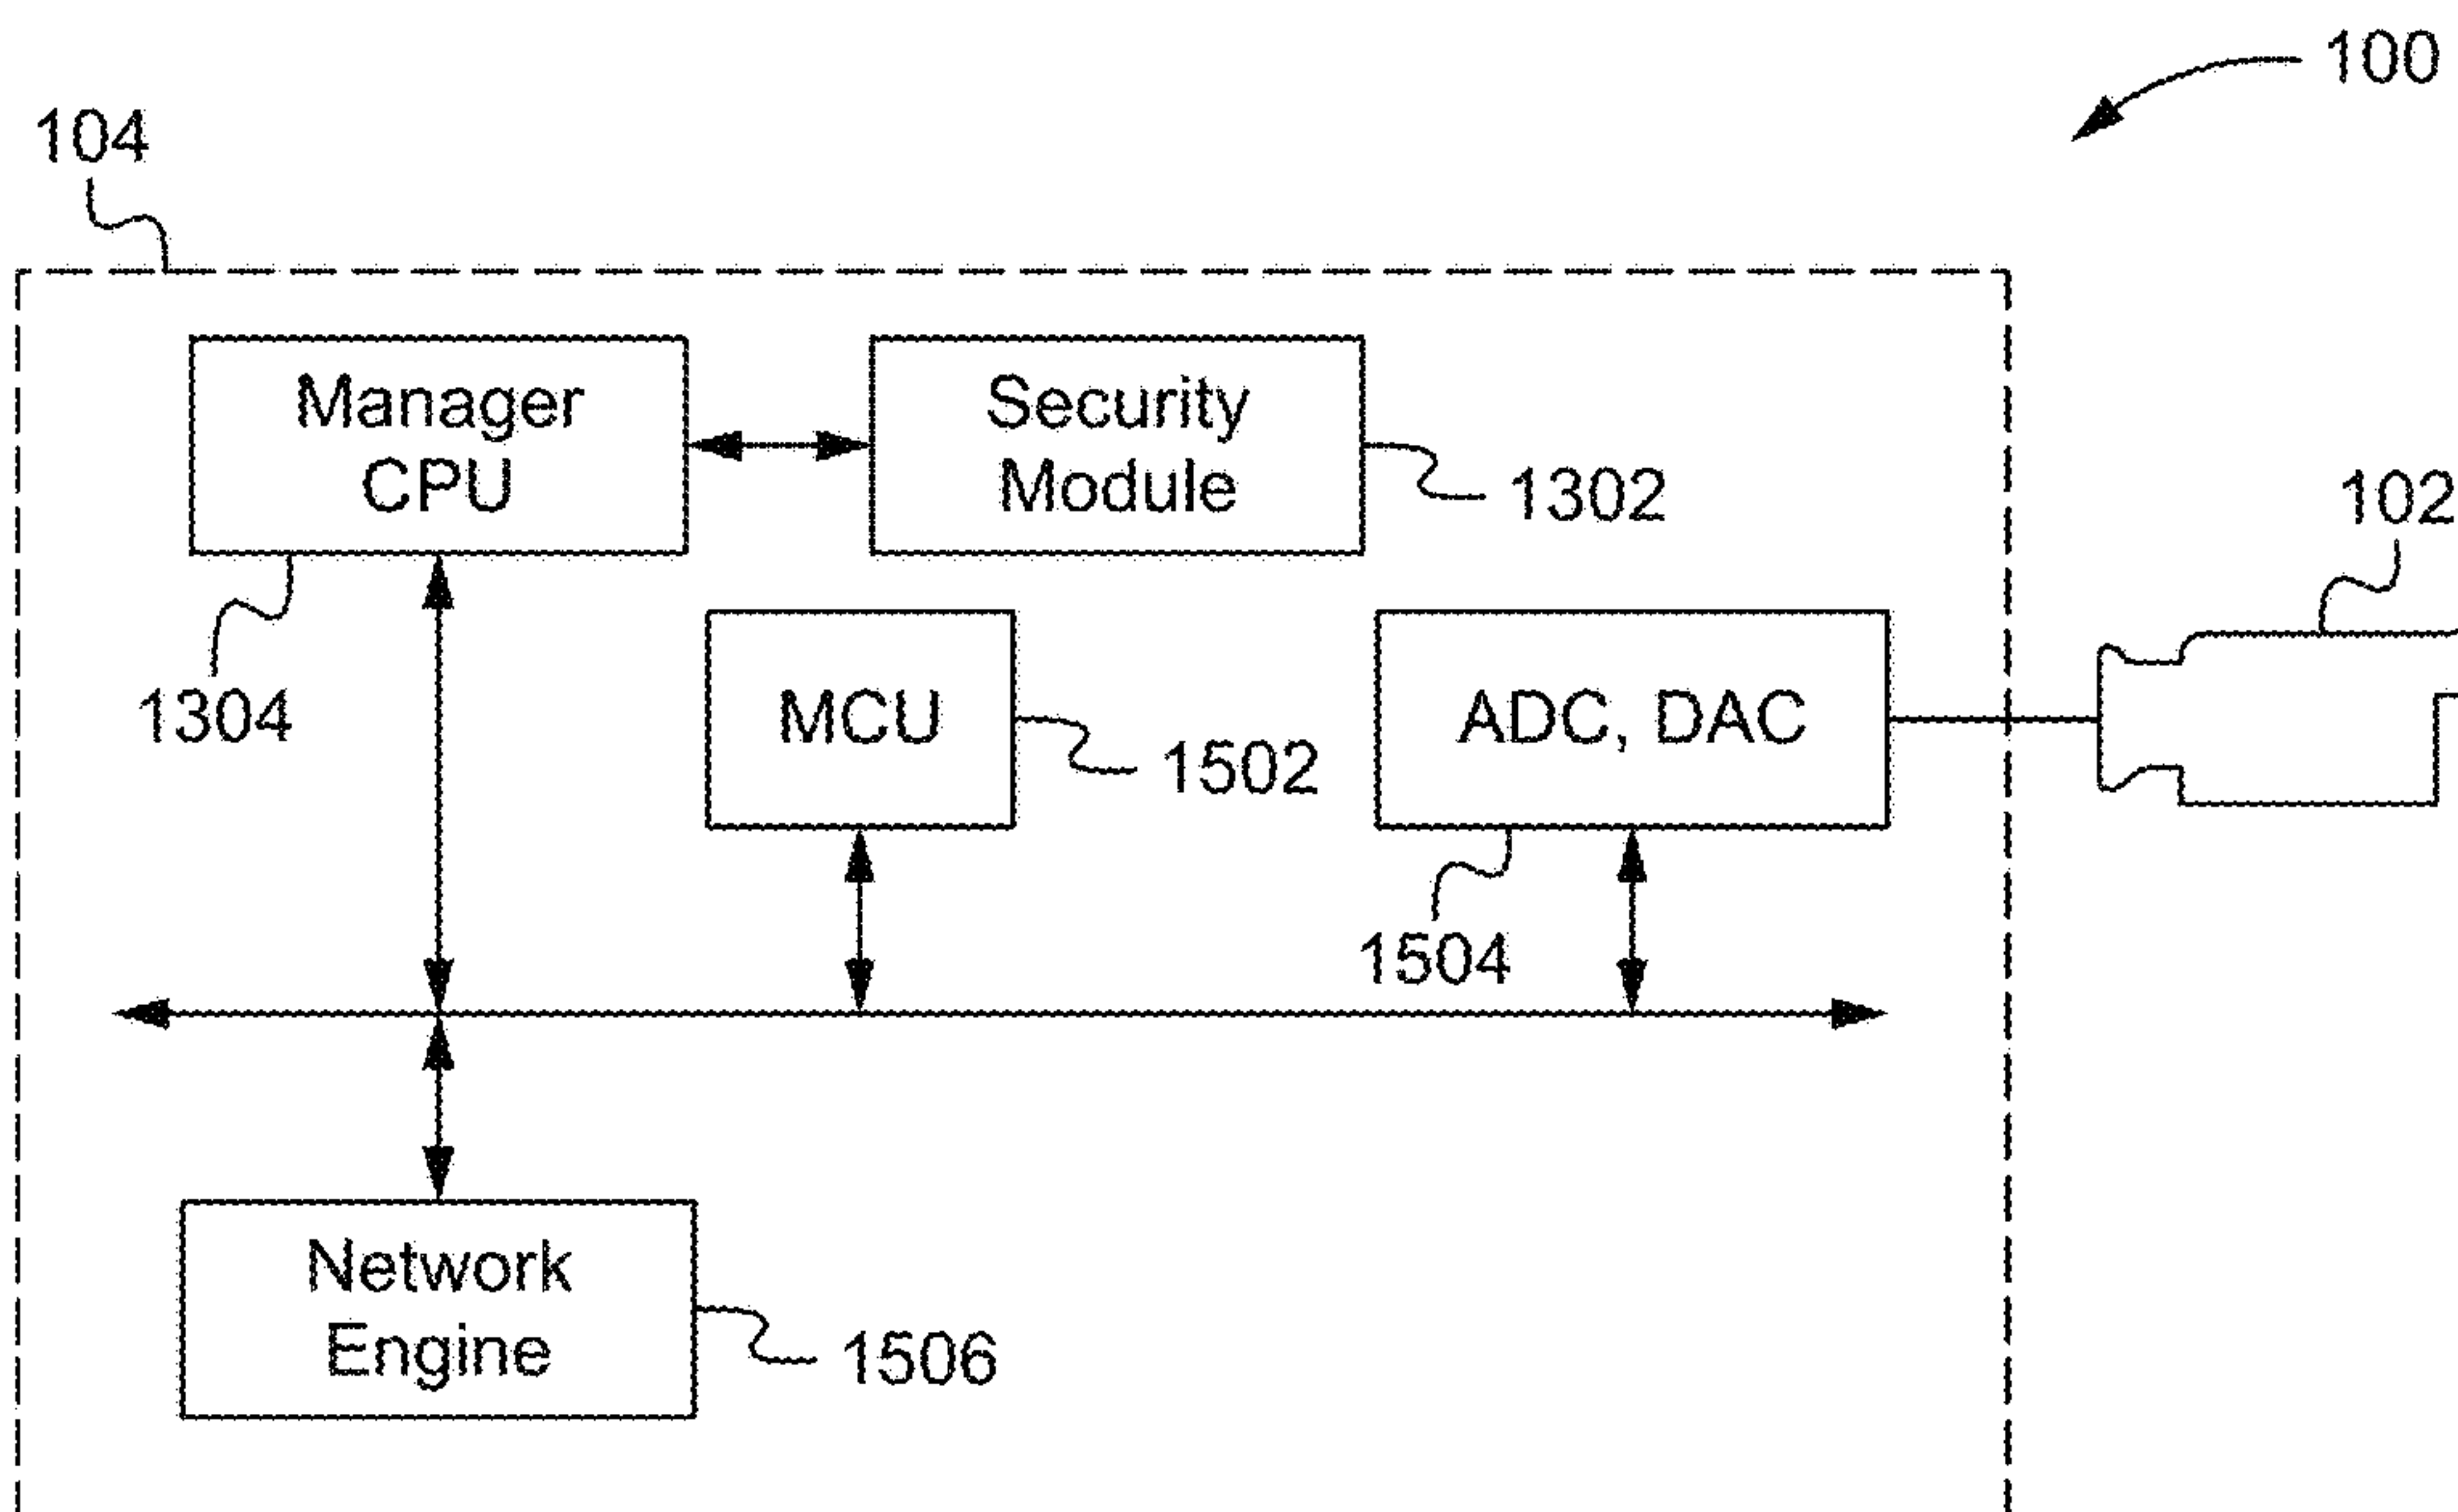 100
104
Manager
CPU
Security
Module
1302
102
1304
MCU
1502
ADC, DAC
1504
Network
Engine
1506